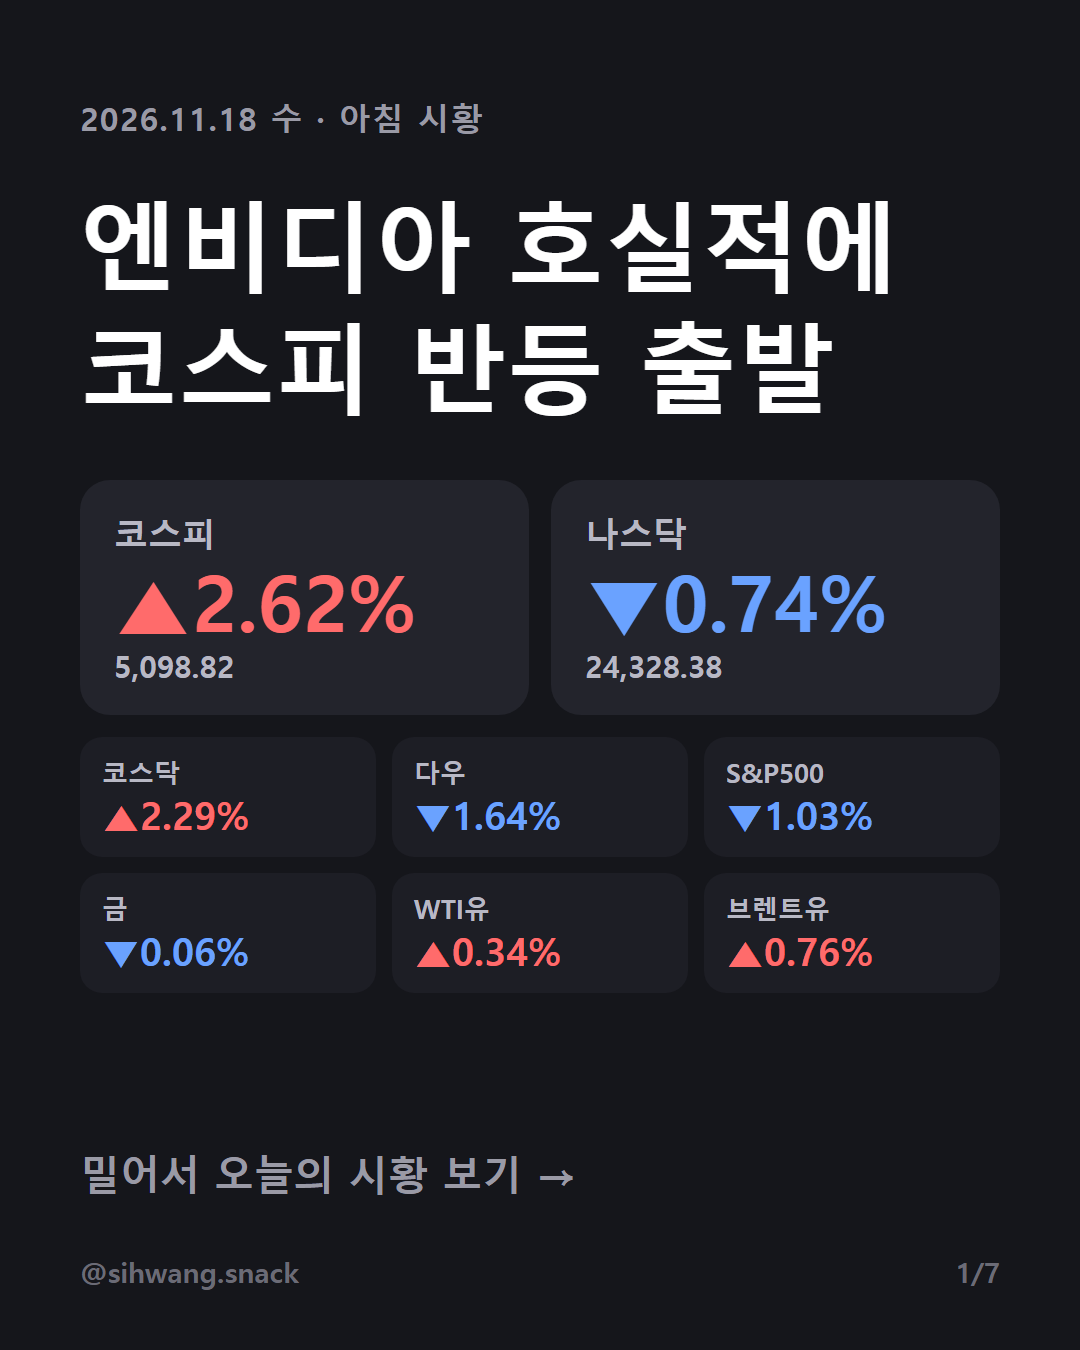 2026.11.18 수 · 아침 시황
엔비디아 호실적에
코스피 반등 출발
코스피
▲2.62%
5,098.82
나스닥
▼0.74%
24,328.38
코스닥
▲2.29%
다우
▼1.64%
S&P500
▼1.03%
금
▼0.06%
WTI유
▲0.34%
브렌트유
▲0.76%
밀어서 오늘의 시황 보기 →
@sihwang.snack
1/7